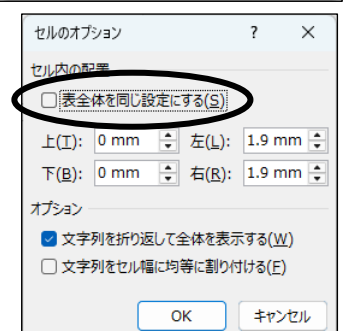 セルのオプション ? ×
セル内の配置
表全体を同じ設定にする(S)
上(T): 0 mm 左(L): 1.9 mm
下(B): 0 mm 右(R): 1.9 mm
オプション
文字列を折り返して全体を表示する(W)
文字列をセル幅に均等に割り付ける(F)
OK キャンセル